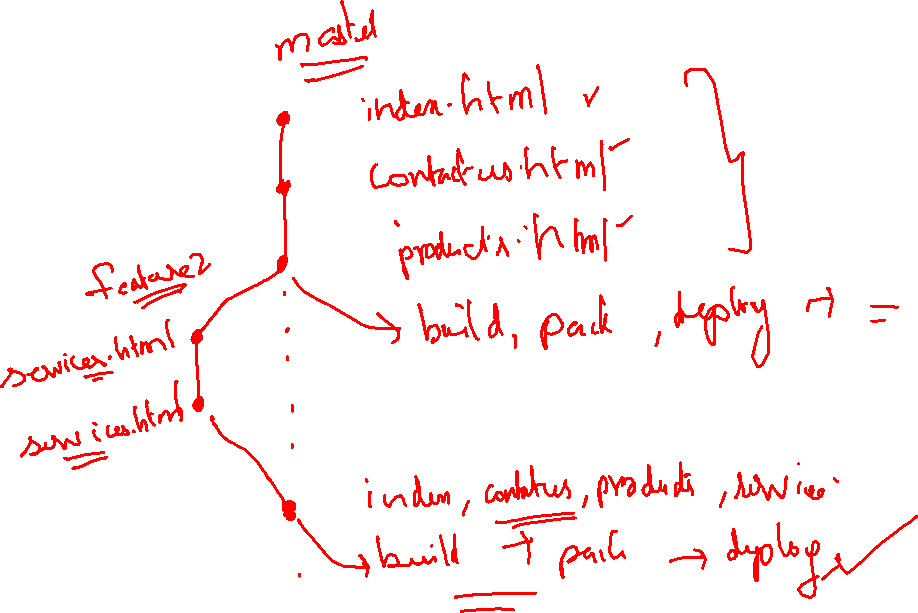 master
index.html
contactus.html
products.html
feature2
build, pack, deploy → =
services.html
services.html
index, contactus, products, service
build → pack → deploy